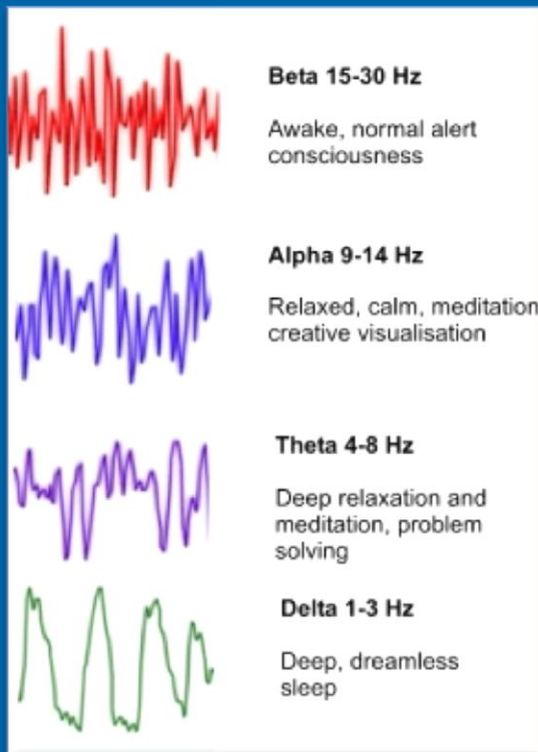 Beta 15-30 Hz
Awake, normal alert
consciousness
Alpha 9-14 Hz
Relaxed, calm, meditation
creative visualisation
Theta 4-8 Hz
Deep relaxation and
meditation, problem
solving
Delta 1-3 Hz
Deep, dreamless
sleep